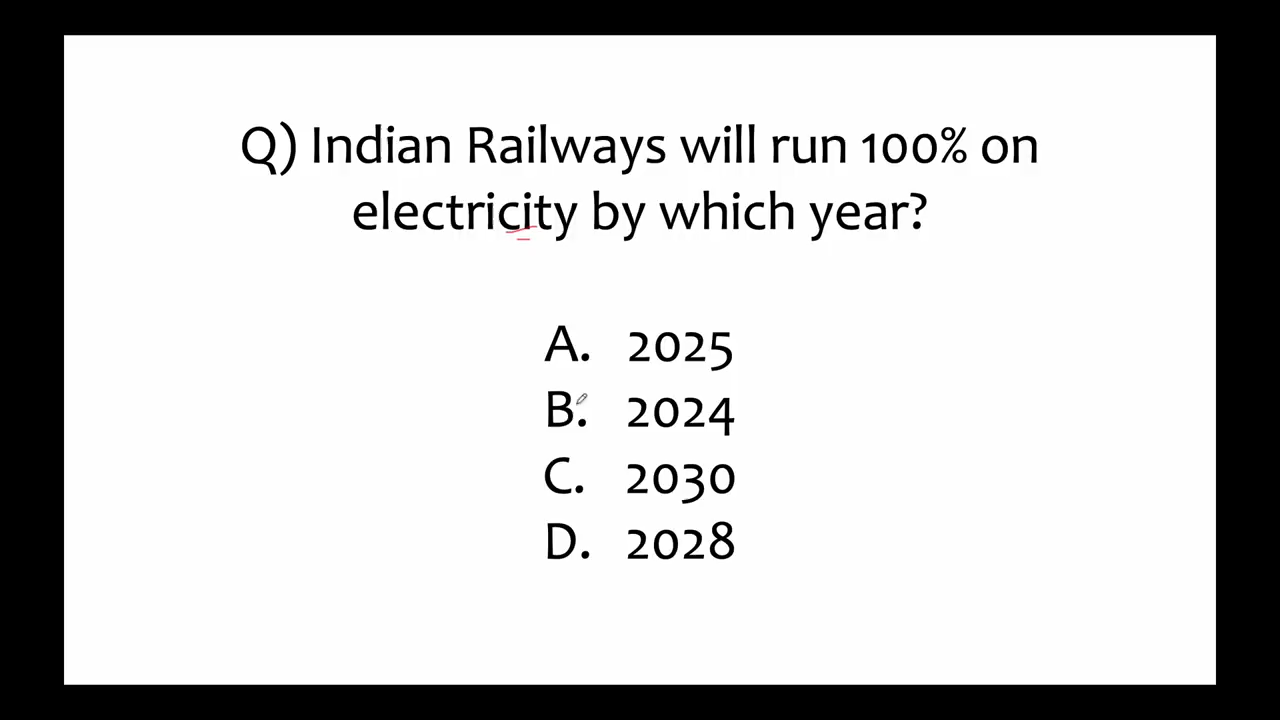 Q) Indian Railways will run 100% on
electricity by which year?
A. 2025
B. 2024
C. 2030
D. 2028